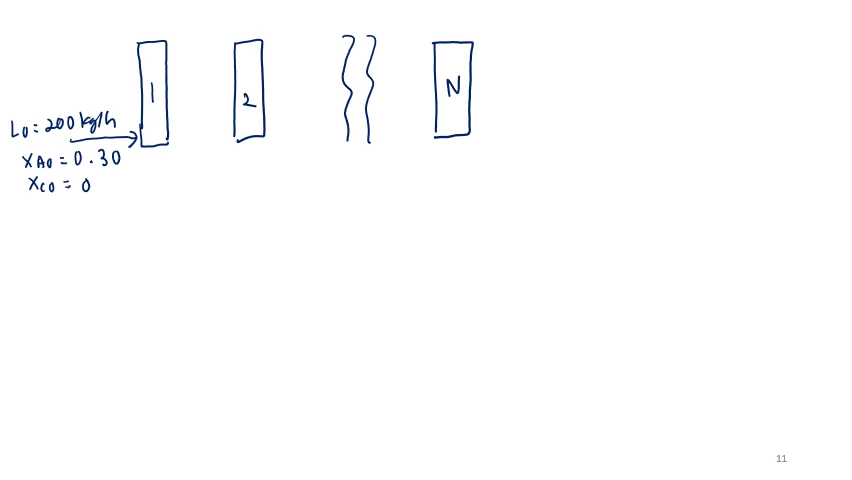 1
2
N
L0 = 200 kg/h
XA0 = 0.30
XC0 = 0
11